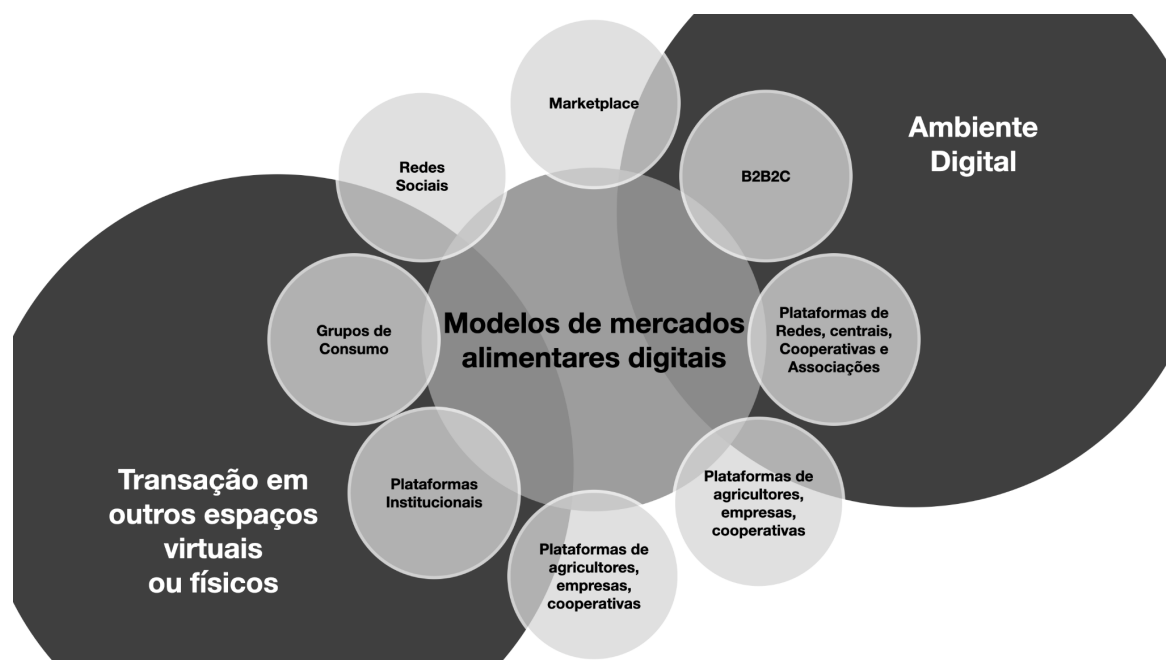 Marketplace
Ambiente
Digital
Redes
Sociais
B2B2C
Modelos de mercados
alimentares digitais
Grupos de
Consumo
Plataformas de
Redes, centrais,
Cooperativas e
Associações
Transação em
outros espaços
virtuais
ou físicos
Plataformas
Institucionais
Plataformas de
agricultores,
empresas,
cooperativas
Plataformas de
agricultores,
empresas,
cooperativas